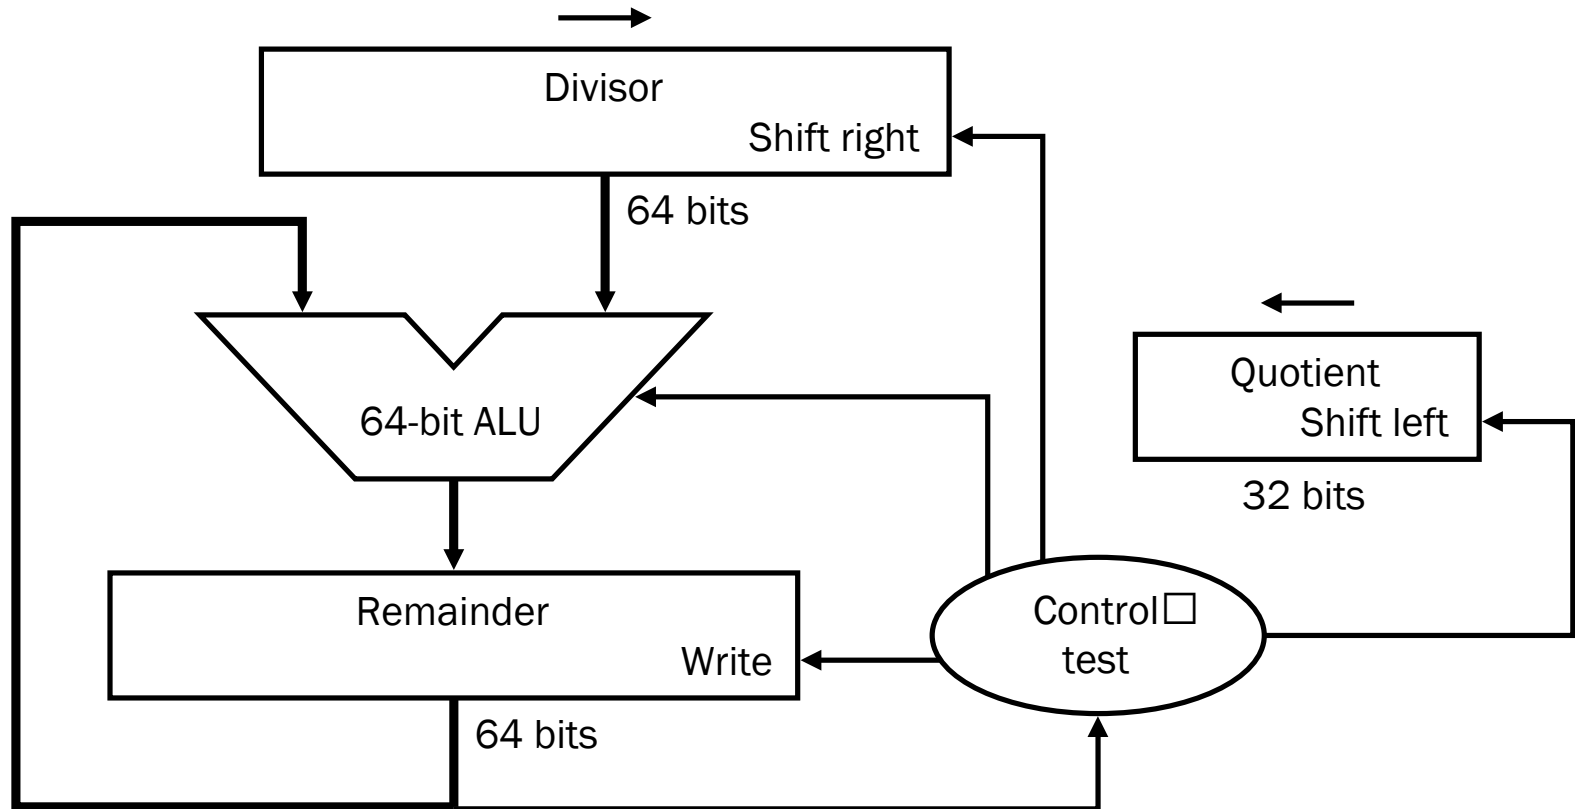 Divisor
Shift right
64 bits
64-bit ALU
Quotient
Shift left
32 bits
Remainder
Write
Control□
test
64 bits